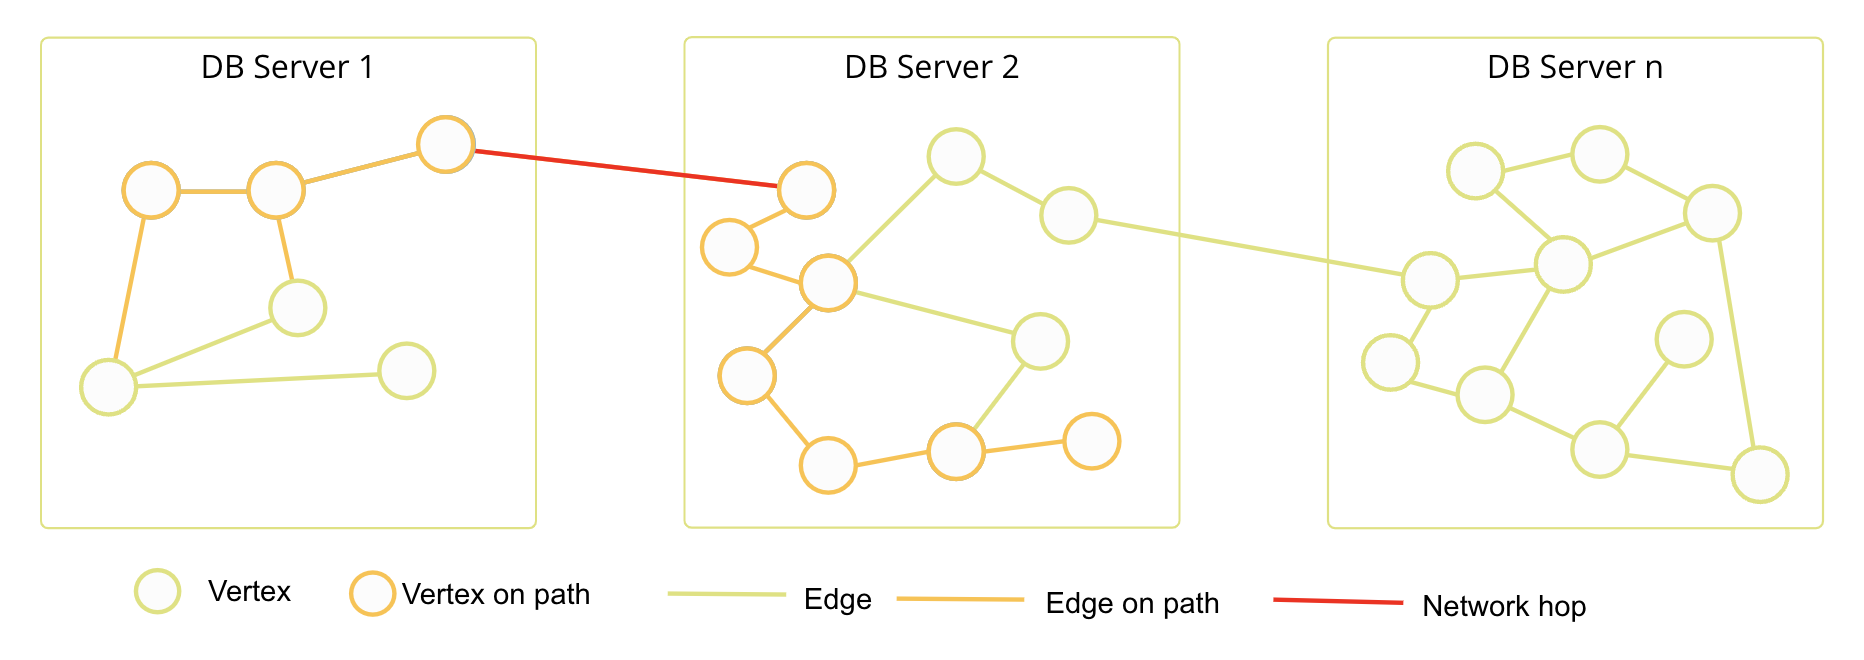 DB Server 1
DB Server 2
DB Server n
Vertex
Vertex on path
Edge
Edge on path
Network hop